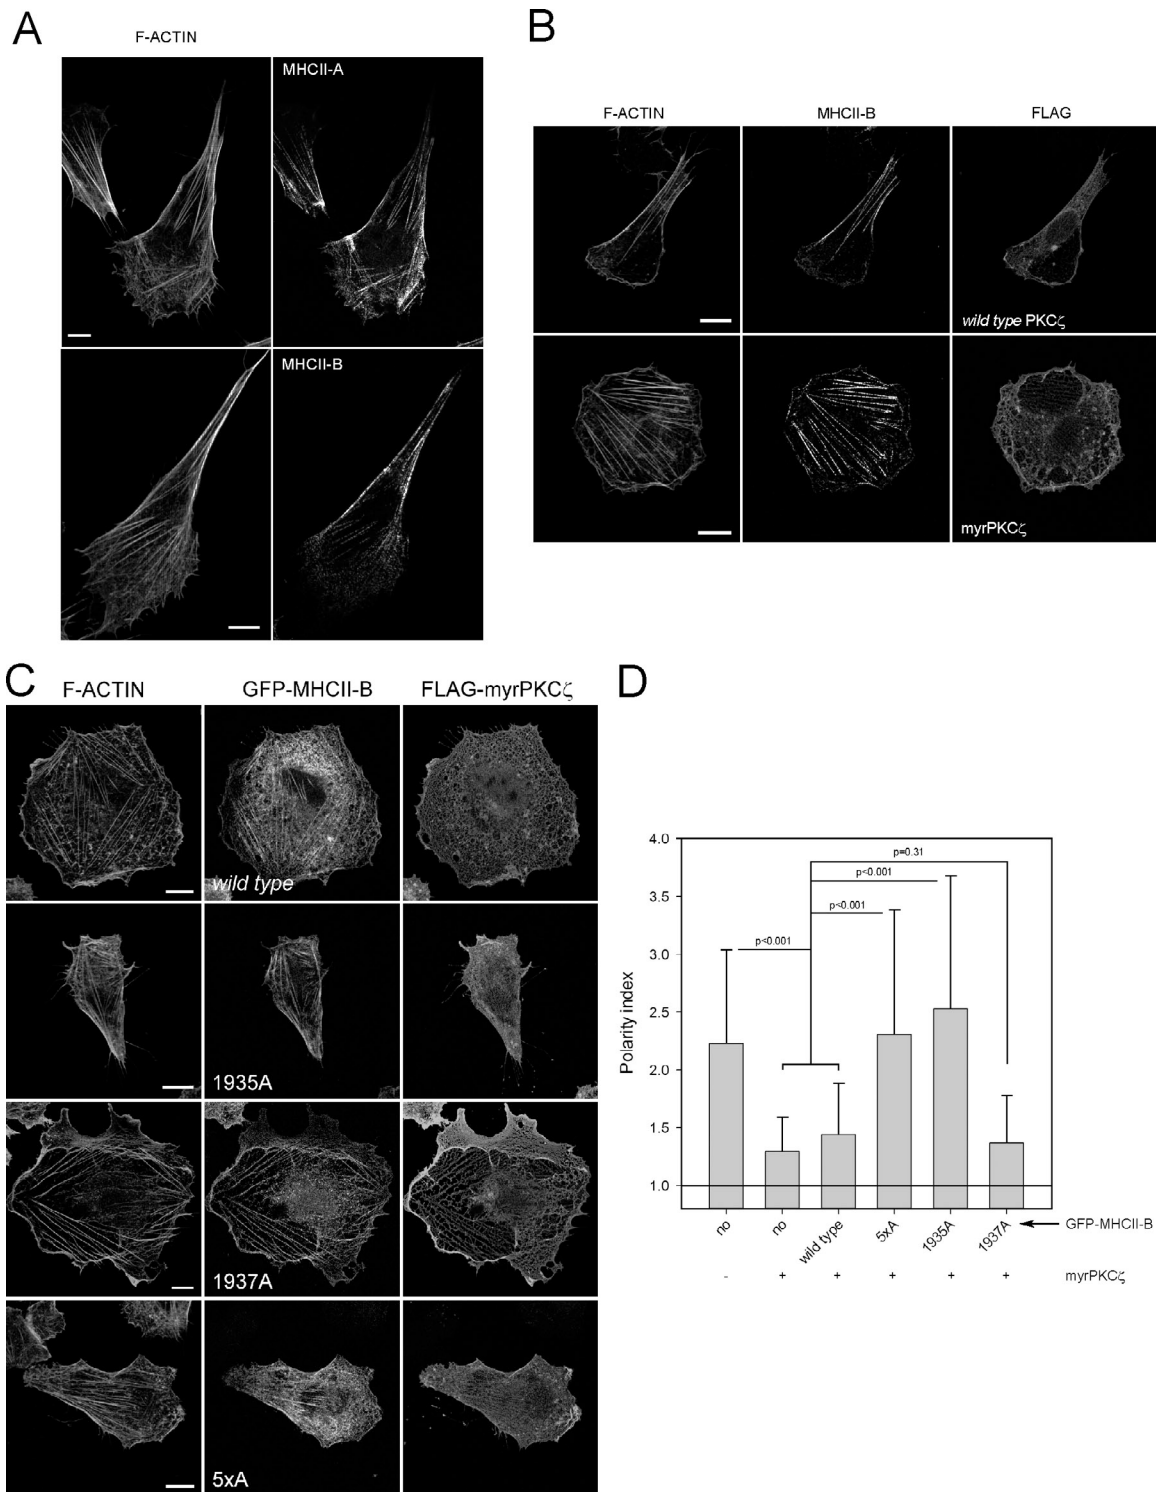 A
F-ACTIN
MHCII-A
MHCII-B
B
F-ACTIN MHCII-B FLAG
wild type PKCζ
myrPKCζ
C
F-ACTIN GFP-MHCII-B FLAG-myrPKCζ
wild type
1935A
1937A
5xA
D
4.0
3.5
3.0
2.5
2.0
1.5
1.0
Polarity index
p=0.31
p<0.001
p<0.001
p<0.001
no no wild type 5xA 1935A 1937A GFP-MHCII-B
- + + + + + myrPKCζ